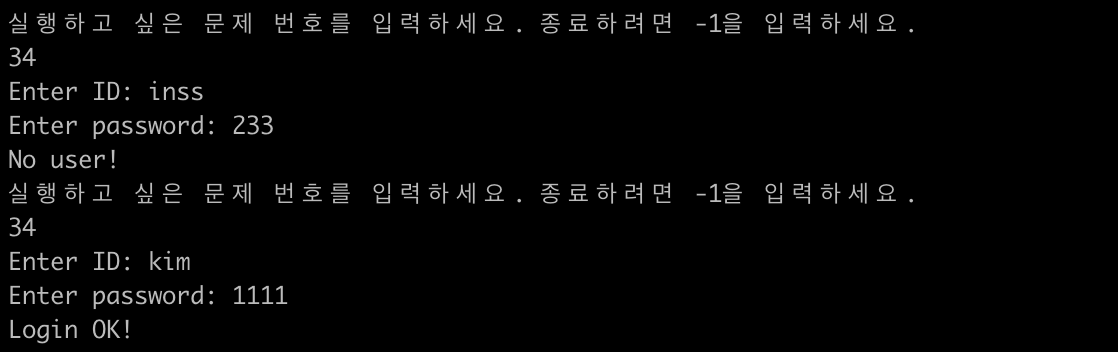 실행하고 싶은 문제 번호를 입력하세요. 종료하려면 -1을 입력하세요.
34
Enter ID: inss
Enter password: 233
No user!
실행하고 싶은 문제 번호를 입력하세요. 종료하려면 -1을 입력하세요.
34
Enter ID: kim
Enter password: 1111
Login OK!